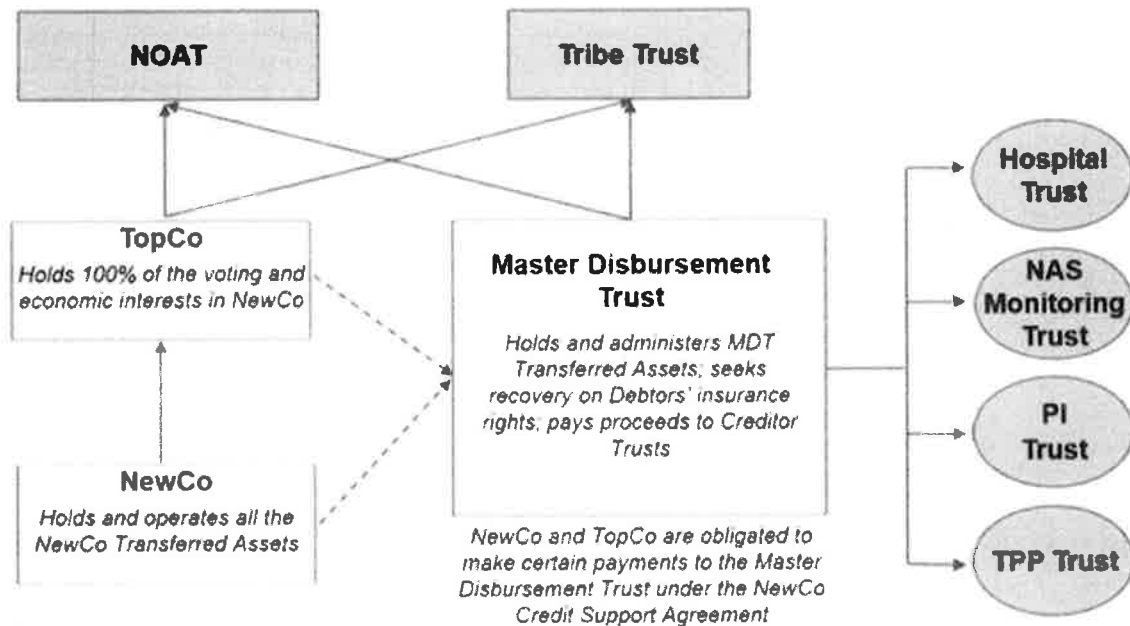 NOAT
Tribe Trust
TopCo
Holds 100% of the voting and
economic interests in NewCo
NewCo
Holds and operates all the
NewCo Transferred Assets
Master Disbursement
Trust
Holds and administers MDT
Transferred Assets; seeks
recovery on Debtors' insurance
rights; pays proceeds to Creditor
Trusts
NewCo and TopCo are obligated to
make certain payments to the Master
Disbursement Trust under the NewCo
Credit Support Agreement
Hospital
Trust
NAS
Monitoring
Trust
PI
Trust
TPP Trust